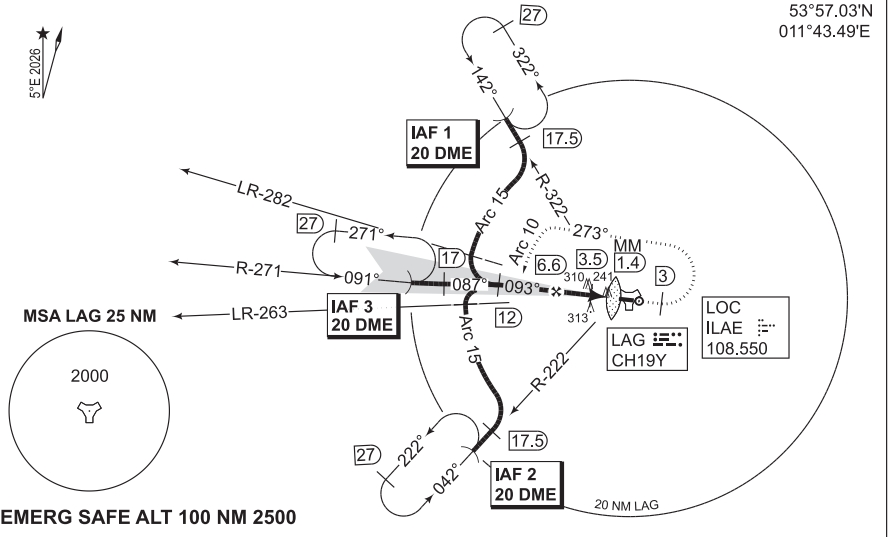 53°57.03'N
011°43.49'E
5°E 2026
27
322°
142°
IAF 1
20 DME
17.5
LR-282
Arc 15
R-322
27
271°
Arc 10
273°
MM
17
6.6
3.5
1.4
310
241
3
R-271
091°
087°
093°
313
IAF 3
20 DME
12
LR-263
MSA LAG 25 NM
LOC
ILAE
108.550
LAG
CH19Y
Arc 15
R-222
2000
27
222°
042°
17.5
IAF 2
20 DME
20 NM LAG
EMERG SAFE ALT 100 NM 2500